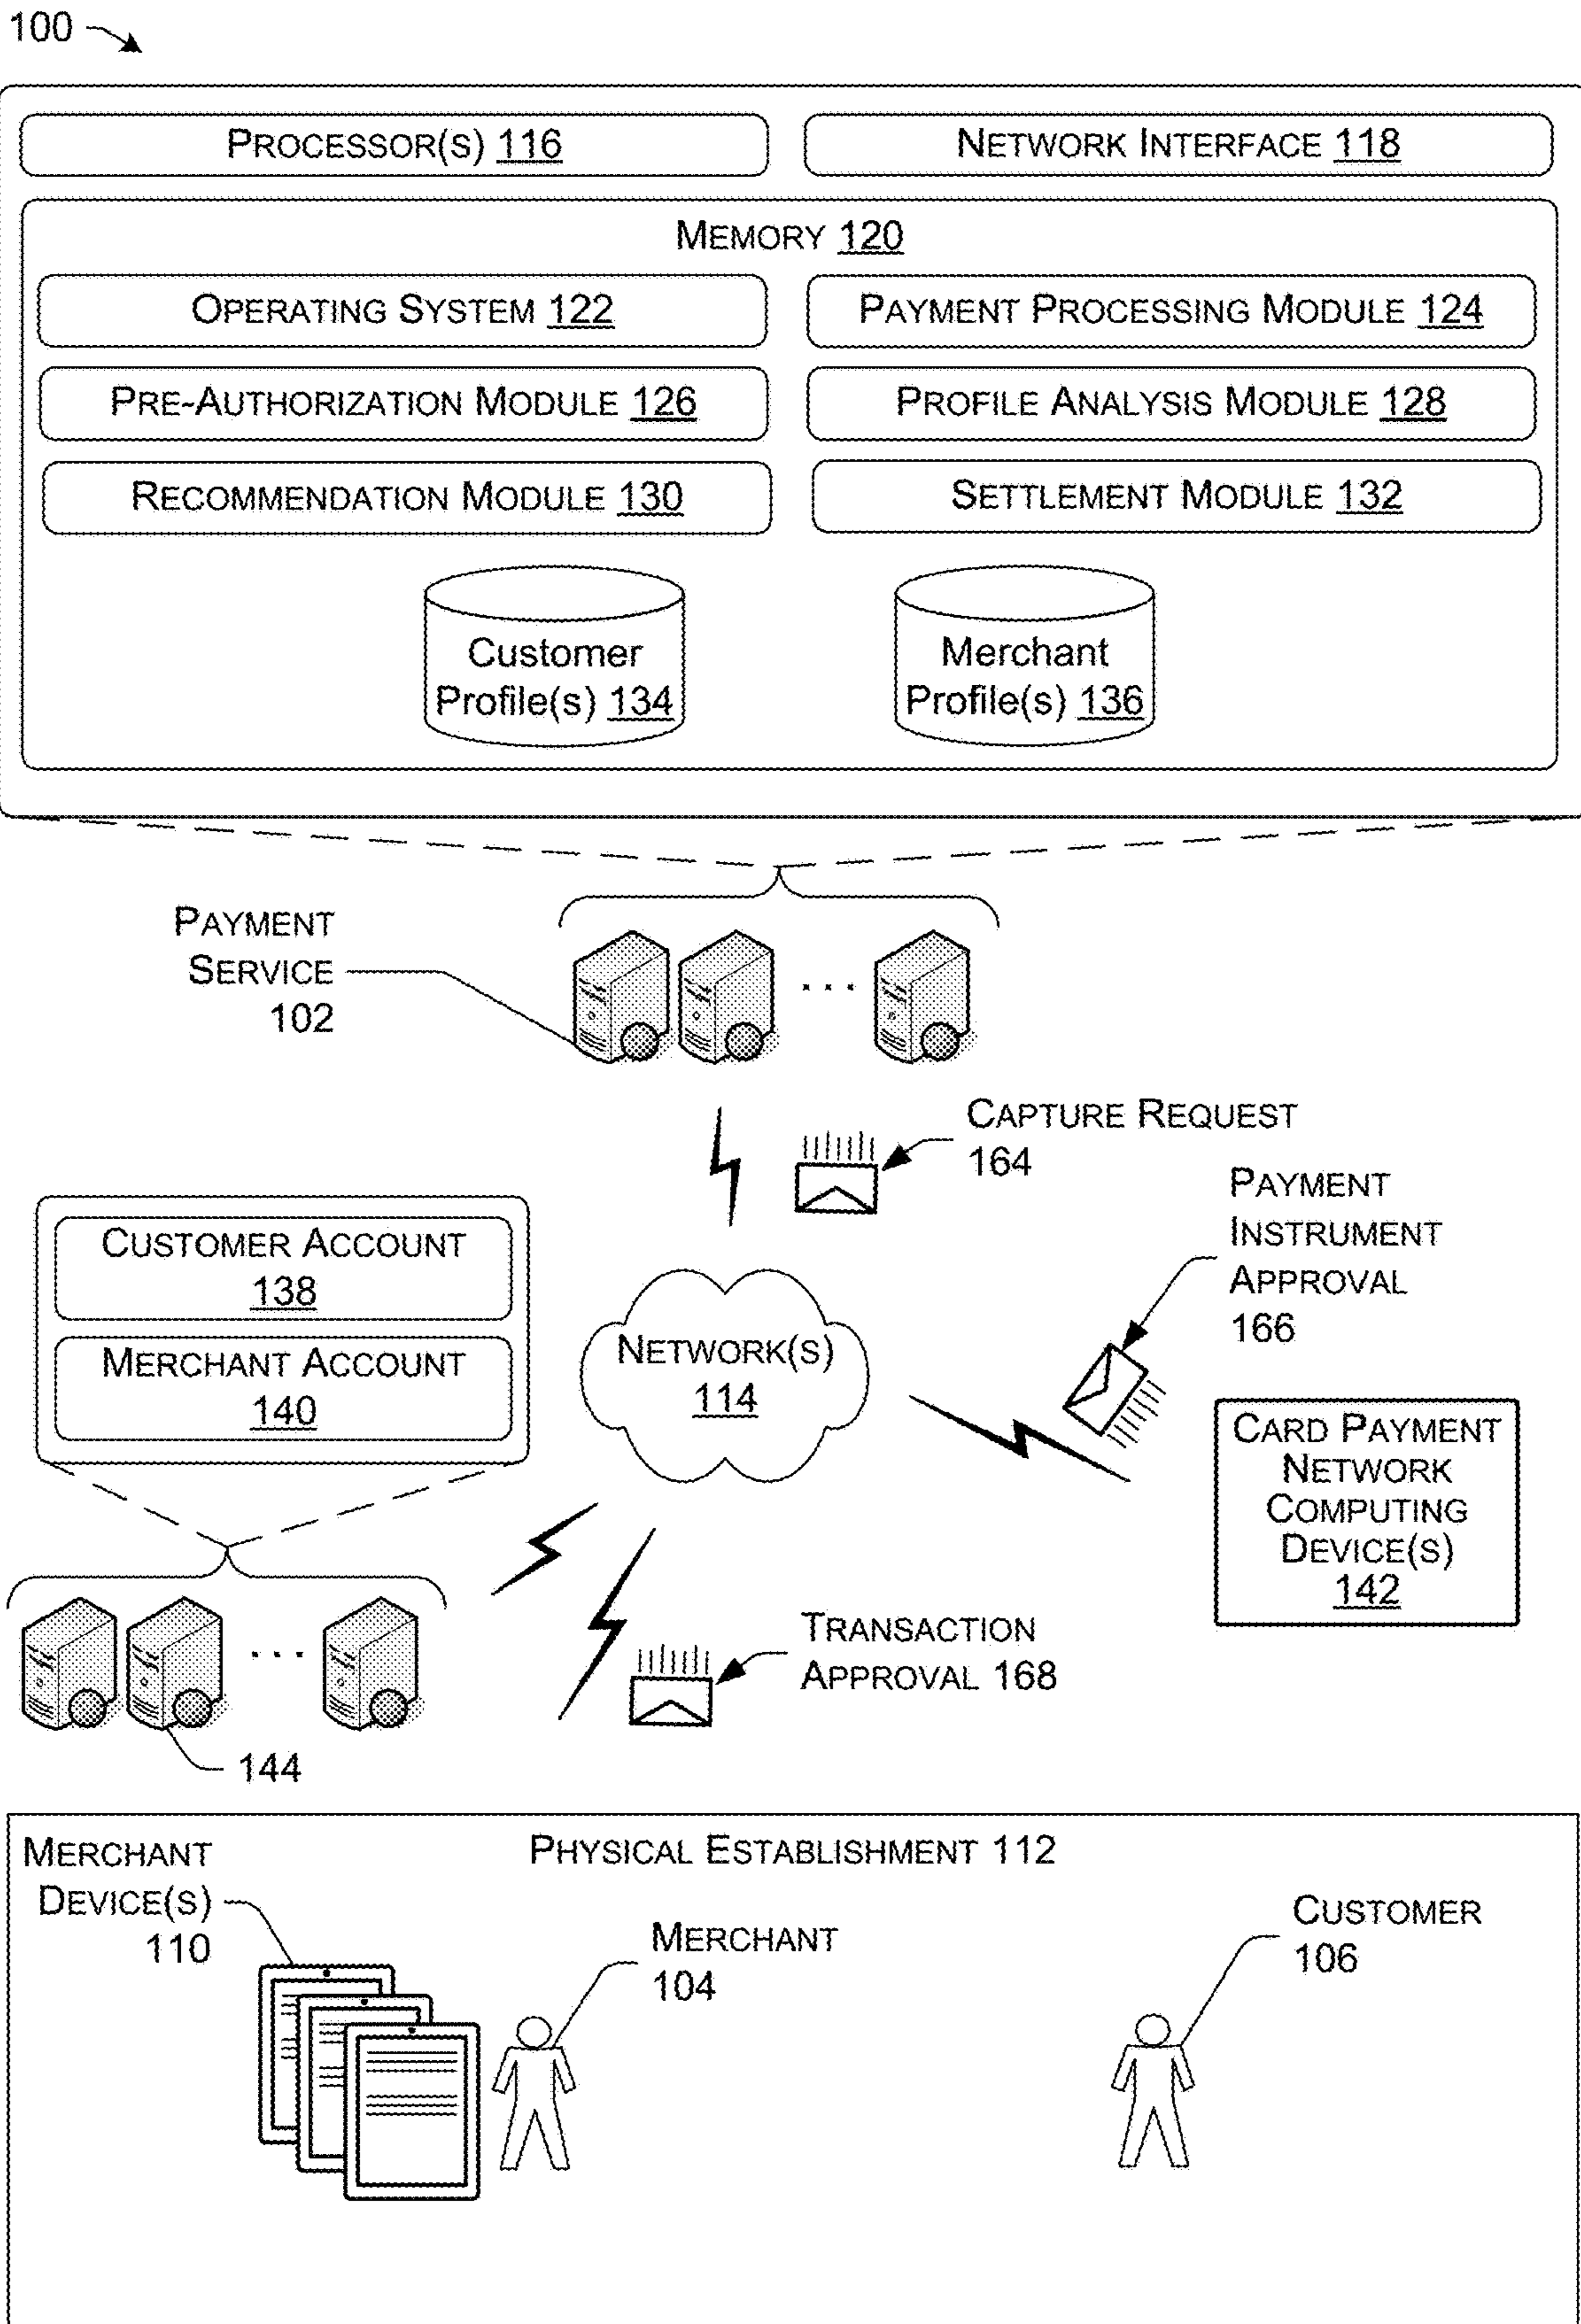 100
PROCESSOR(S) 116
NETWORK INTERFACE 118
MEMORY 120
OPERATING SYSTEM 122
PAYMENT PROCESSING MODULE 124
PRE-AUTHORIZATION MODULE 126
PROFILE ANALYSIS MODULE 128
RECOMMENDATION MODULE 130
SETTLEMENT MODULE 132
Customer
Profile(s) 134
Merchant
Profile(s) 136
PAYMENT
SERVICE
102
CAPTURE REQUEST
164
PAYMENT
INSTRUMENT
APPROVAL
166
CUSTOMER ACCOUNT
138
MERCHANT ACCOUNT
140
NETWORK(S)
114
CARD PAYMENT
NETWORK
COMPUTING
DEVICE(S)
142
TRANSACTION
APPROVAL 168
144
PHYSICAL ESTABLISHMENT 112
MERCHANT
DEVICE(S)
110
MERCHANT
104
CUSTOMER
106